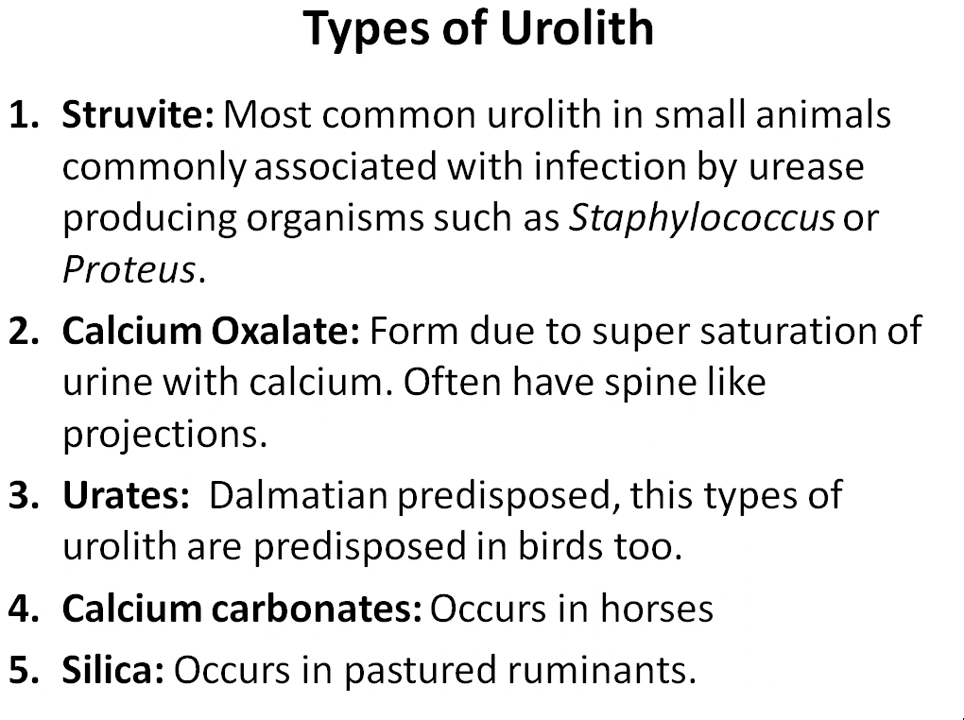 Types of Urolith
1. Struvite: Most common urolith in small animals
commonly associated with infection by urease
producing organisms such as Staphylococcus or
Proteus.
2. Calcium Oxalate: Form due to super saturation of
urine with calcium. Often have spine like
projections.
3. Urates: Dalmatian predisposed, this types of
urolith are predisposed in birds too.
4. Calcium carbonates: Occurs in horses
5. Silica: Occurs in pastured ruminants.